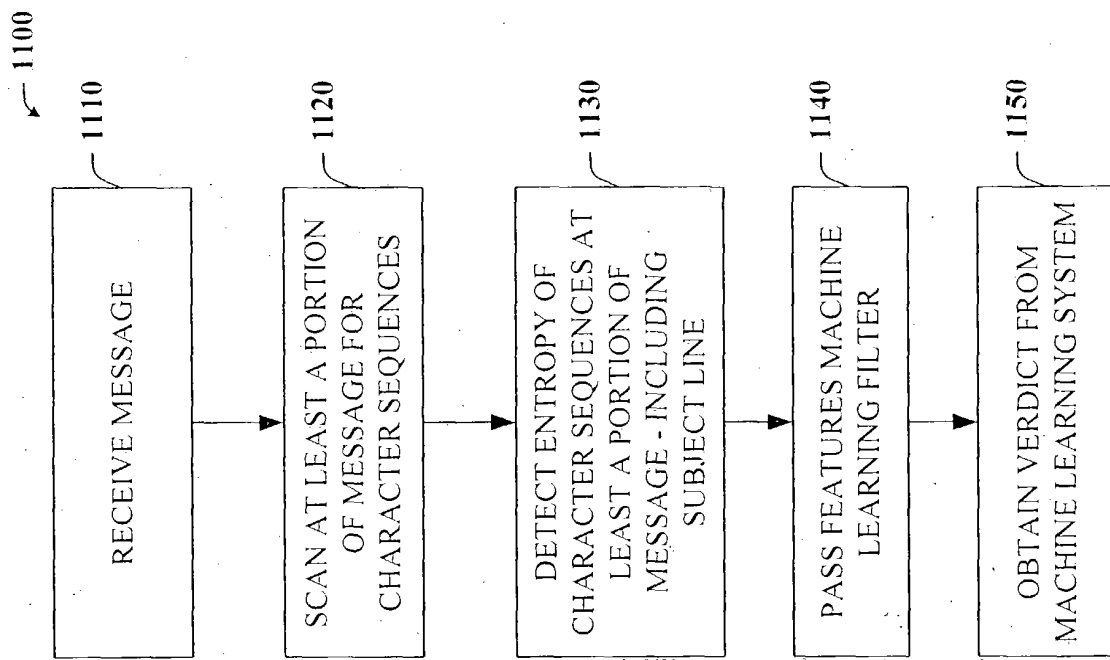 1100
1110
RECEIVE MESSAGE
1120
SCAN AT LEAST A PORTION
OF MESSAGE FOR
CHARACTER SEQUENCES
1130
DETECT ENTROPY OF
CHARACTER SEQUENCES AT
LEAST A PORTION OF
MESSAGE - INCLUDING
SUBJECT LINE
1140
PASS FEATURES MACHINE
LEARNING FILTER
1150
OBTAIN VERDICT FROM
MACHINE LEARNING SYSTEM